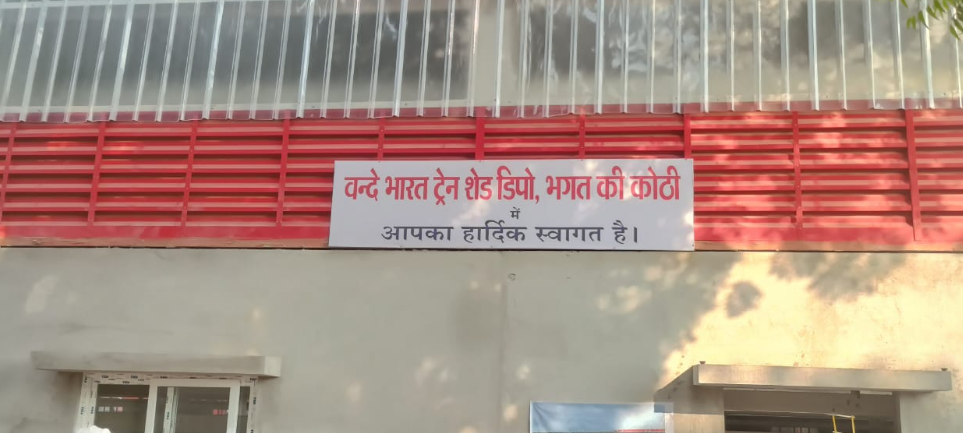 वन्दे भारत ट्रेन शेड डिपो, भगत की कोठी
में
आपका हार्दिक स्वागत है।